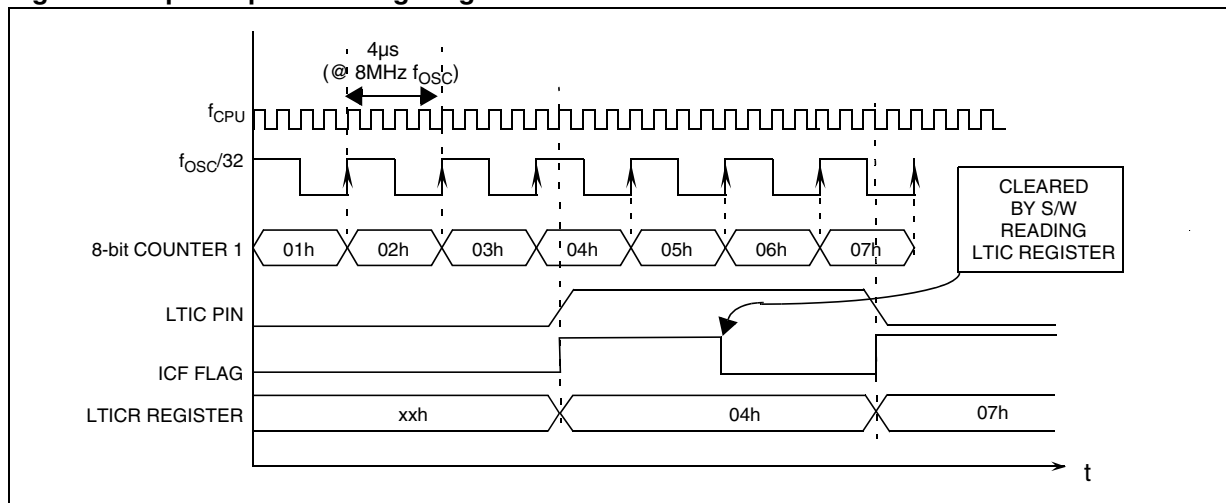 4µs
(@ 8MHz fOSC)
fCPU
fOSC/32
CLEARED
BY S/W
READING
LTIC REGISTER
8-bit COUNTER 1
01h 02h 03h 04h 05h 06h 07h
LTIC PIN
ICF FLAG
LTICR REGISTER
xxh 04h 07h
t